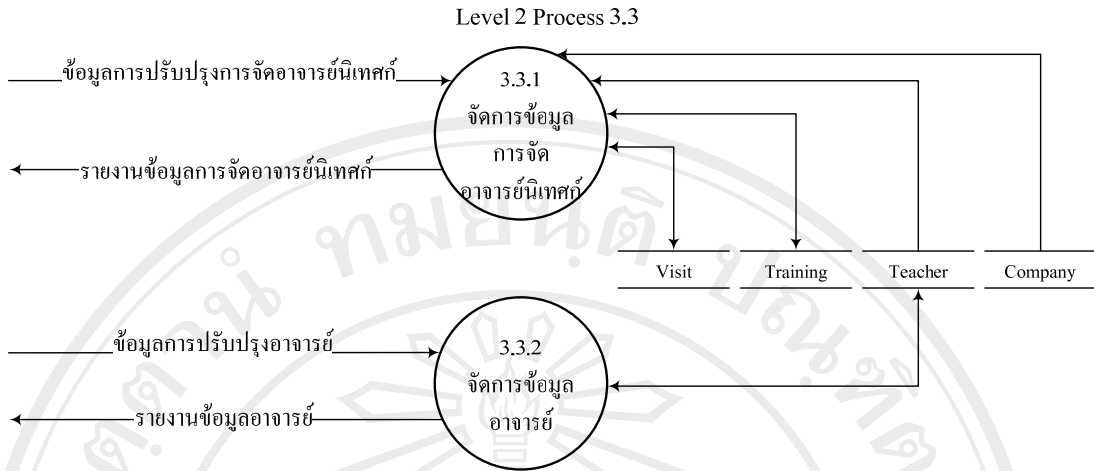 Level 2 Process 3.3
ข้อมูลการปรับปรุงการจัดอาจารย์นิเทศก์
3.3.1
จัดการข้อมูล
การจัด
อาจารย์นิเทศก์
รายงานข้อมูลการจัดอาจารย์นิเทศก์
Visit
Training
Teacher
Company
ข้อมูลการปรับปรุงอาจารย์
3.3.2
จัดการข้อมูล
อาจารย์
รายงานข้อมูลอาจารย์